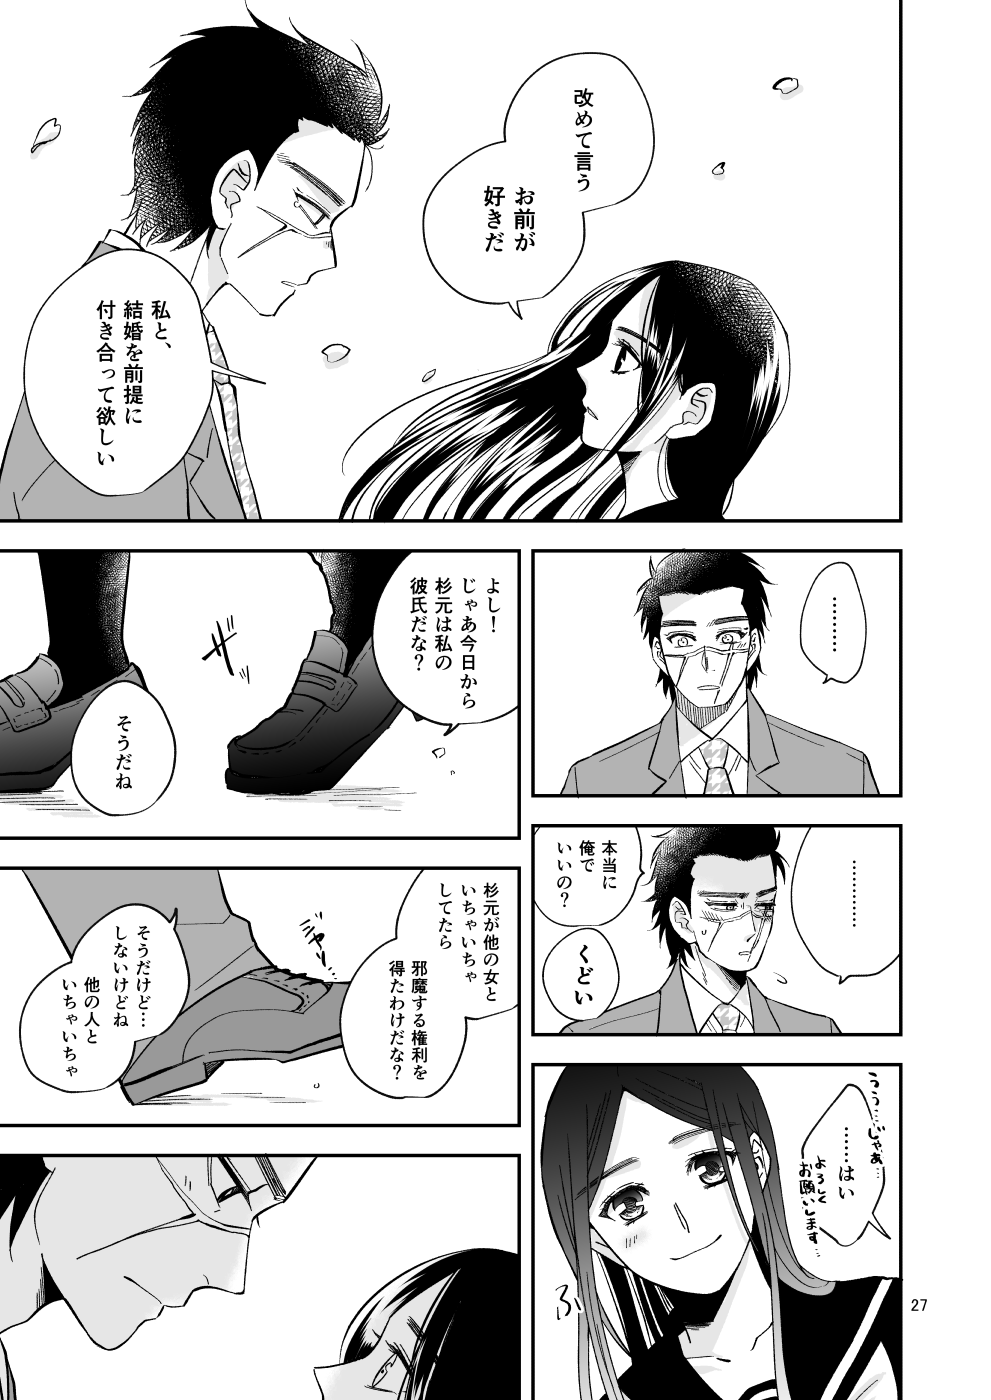 改めて言う
お前が
好きだ
私と、
結婚を前提に
付き合って欲しい
………
…………
本当に
俺で
いいの？
くどい
うう…じゃあ…
……はい
よろしく
お願いします…
ふ
よし！
じゃあ今日から
杉元は私の
彼氏だな？
ザッ
そうだね
杉元が他の女と
いちゃいちゃ
してたら
邪魔する権利を
得たわけだな？
ジャリッ
そうだけど…
しないけどね
他の人と
いちゃいちゃ
27